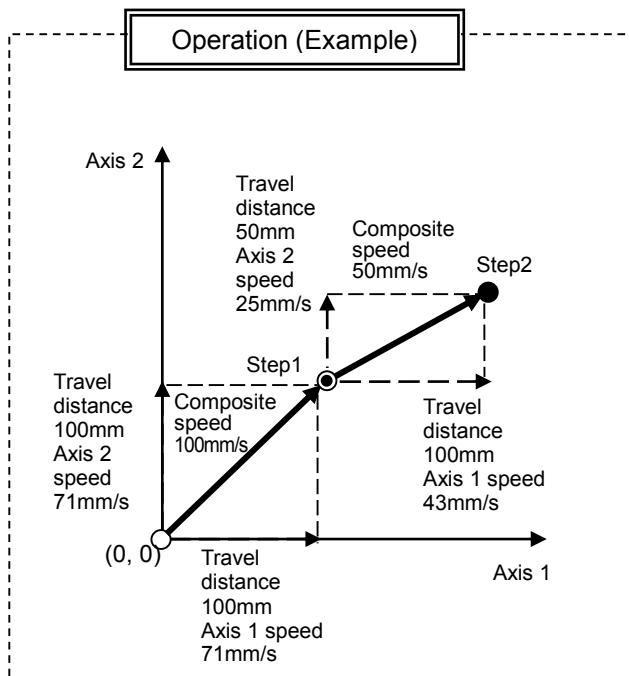 Operation (Example)
Axis 2
Travel
distance
50mm
Axis 2
speed
25mm/s
Composite
speed
50mm/s
Step2
Step1
Travel
distance
100mm
Axis 2
speed
71mm/s
Composite
speed
100mm/s
Travel
distance
100mm
Axis 1 speed
43mm/s
(0, 0)
Travel
distance
100mm
Axis 1 speed
71mm/s
Axis 1